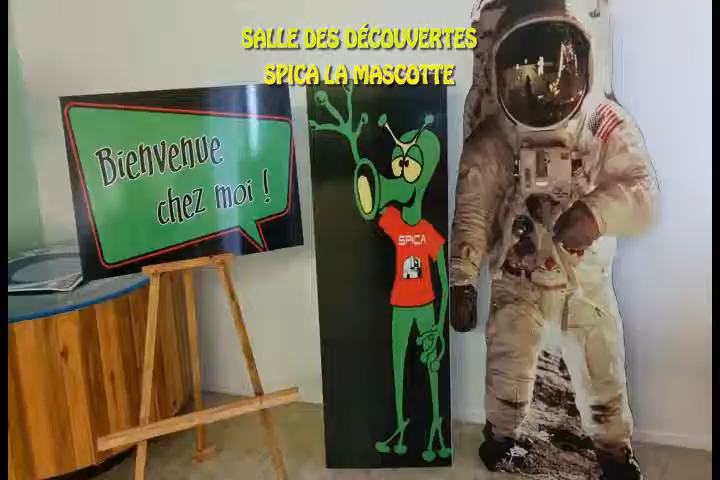 SALLE DES DÉCOUVERTES
SPICA LA MASCOTTE
Bienvenue
chez moi !
SPICA